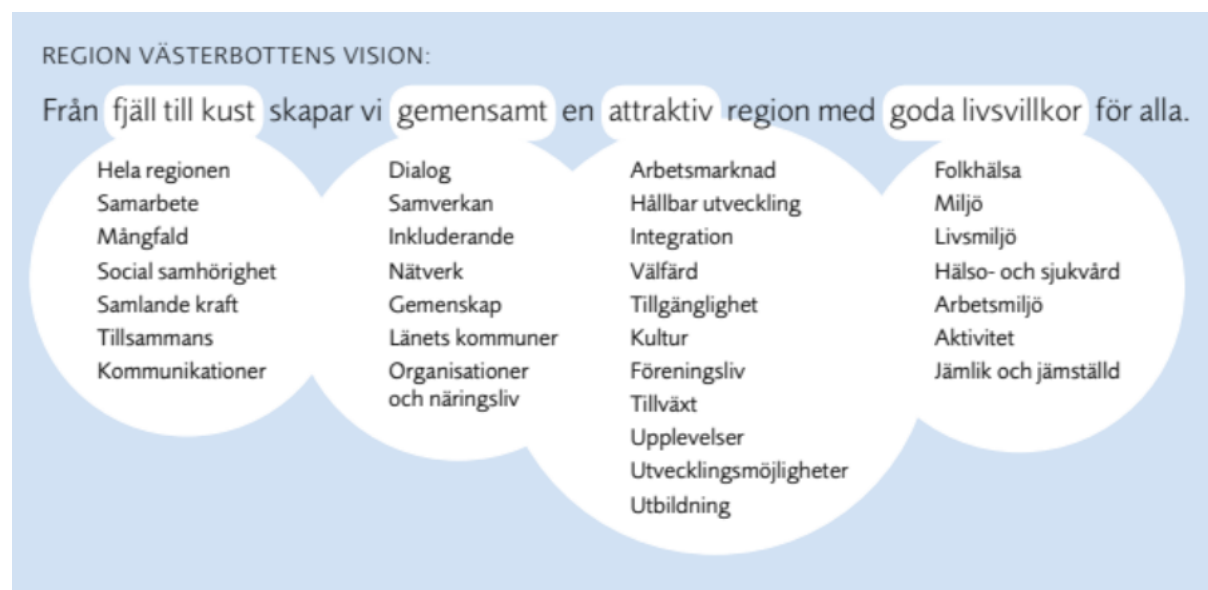 REGION VÄSTERBOTTENS VISION:
Från fjäll till kust skapar vi gemensamt en attraktiv region med goda livsvillkor för alla.
Hela regionen
Samarbete
Mångfald
Social samhörighet
Samlande kraft
Tillsammans
Kommunikationer
Dialog
Samverkan
Inkluderande
Nätverk
Gemenskap
Länets kommuner
Organisationer
och näringsliv
Arbetsmarknad
Hållbar utveckling
Integration
Välfärd
Tillgänglighet
Kultur
Föreningsliv
Tillväxt
Upplevelser
Utvecklingsmöjligheter
Utbildning
Folkhälsa
Miljö
Livsmiljö
Hälso- och sjukvård
Arbetsmiljö
Aktivitet
Jämlik och jämställd